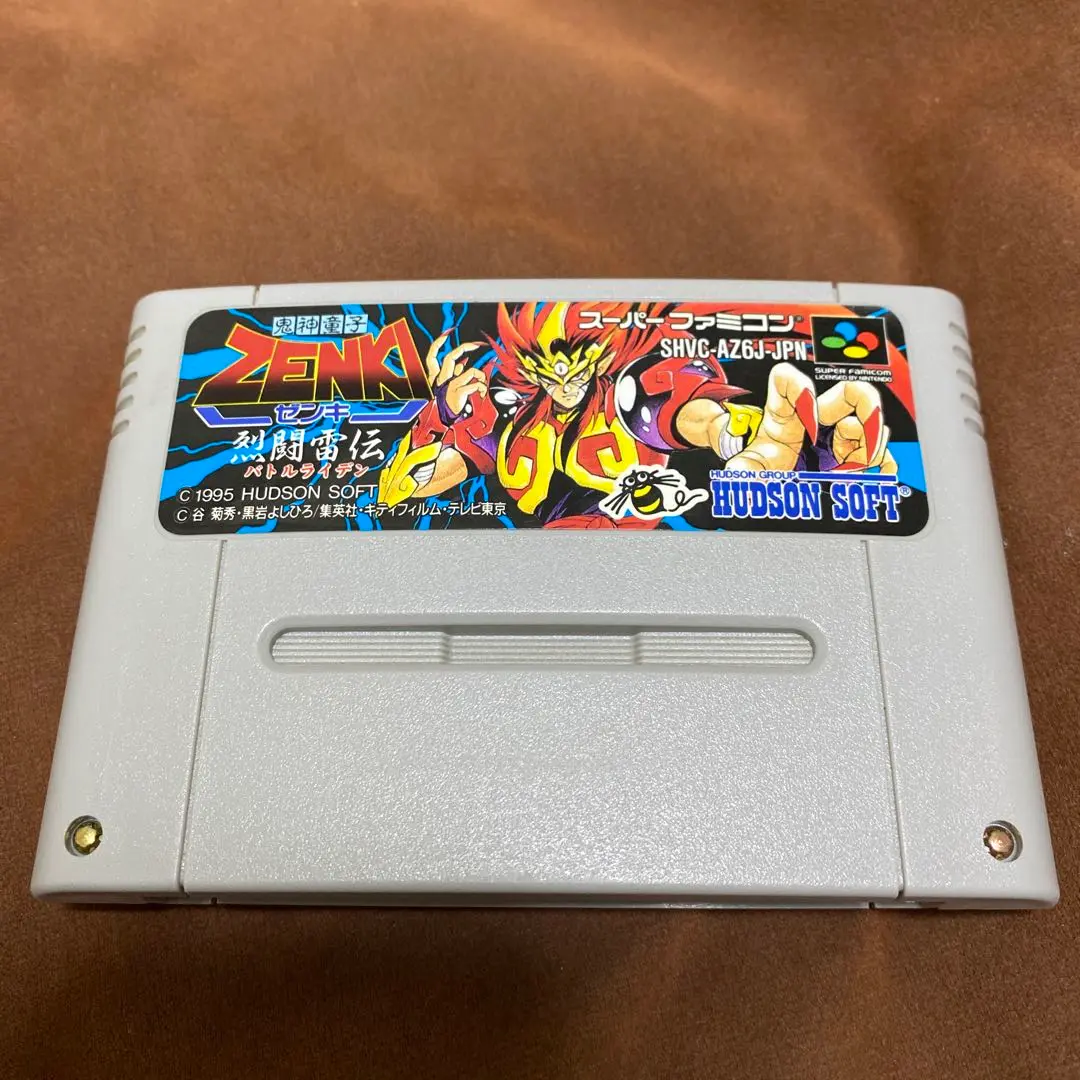 鬼神童子
ZENKI
ゼンキ
烈闘雷伝
バトルライデン
© 1995 HUDSON SOFT
© 谷 菊秀・黒岩よしひろ/集英社・キティフィルム・テレビ東京
スーパーファミコン®
SHVC-AZ6J-JPN
SUPER FAMICOM
LICENSED BY NINTENDO
HUDSON GROUP
HUDSON SOFT®